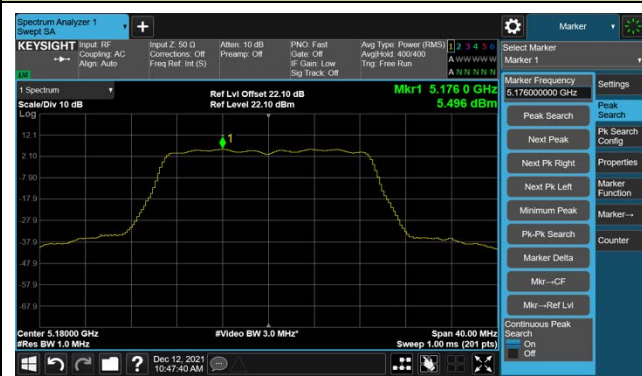 Spectrum Analyzer 1
Swept SA
Marker
KEYSIGHT
Input: RF
Coupling: AC
Align: Auto
Input Z: 50 Ω
Corrections: Off
Freq Ref: Int (S)
Atten: 10 dB
Preamp: Off
PNO: Fast
Gate: Off
IF Gain: Low
Sig Track: Off
Avg Type: Power (RMS)
Avg|Hold: 400/400
Trig: Free Run
1 2 3 4 5 6
A W W W W W
A N N N N N
LXI
Select Marker
Marker 1
1 Spectrum
Scale/Div 10 dB
Log
Ref Lvl Offset 22.10 dB
Ref Level 22.10 dBm
Mkr1 5.176 0 GHz
5.496 dBm
12.1
2.10
-7.90
-17.9
-27.9
-37.9
-47.9
-57.9
-67.9
1
Center 5.18000 GHz
#Res BW 1.0 MHz
#Video BW 3.0 MHz*
Span 40.00 MHz
Sweep 1.00 ms (201 pts)
Marker Frequency
5.176000000 GHz
Peak Search
Next Peak
Next Pk Right
Next Pk Left
Minimum Peak
Pk-Pk Search
Marker Delta
Mkr→CF
Mkr→Ref Lvl
Continuous Peak
Search
On
Off
Settings
Peak
Search
Pk Search
Config
Properties
Marker
Function
Marker→
Counter
Dec 12, 2021
10:47:40 AM